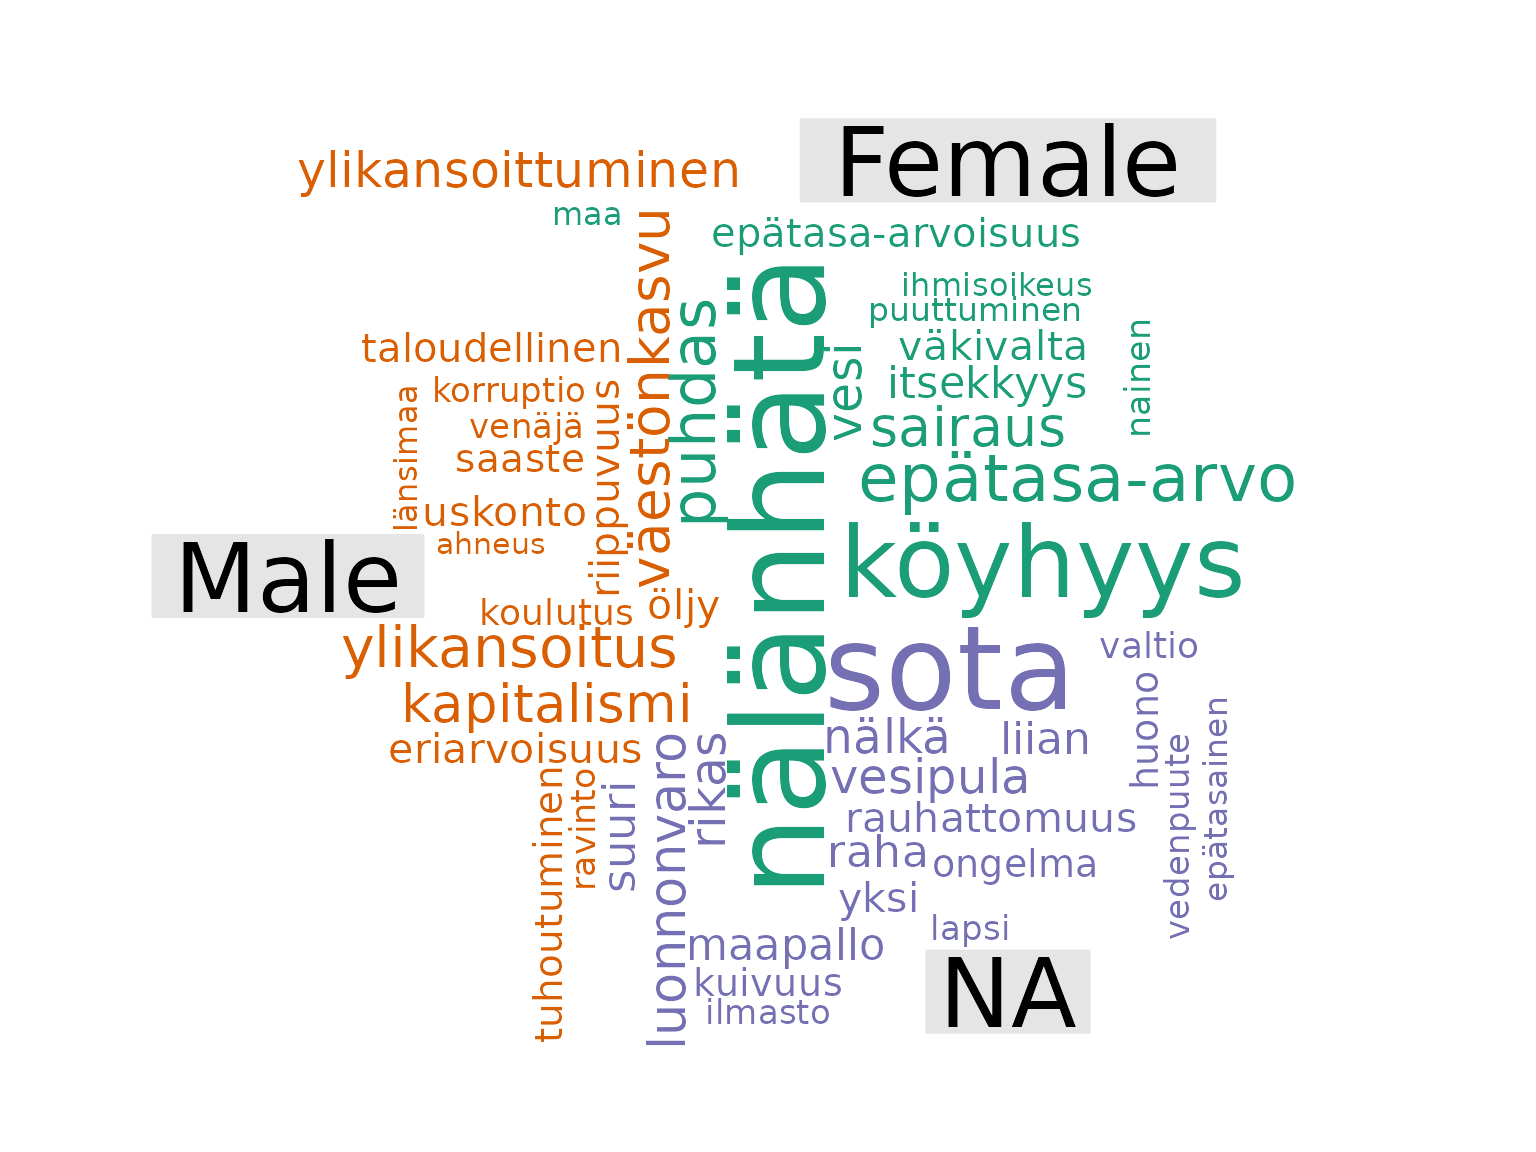 Female
ylikansoittuminen
maa
epätasa-arvoisuus
väestönkasvu
puhdas
nälänhätä
ihmisoikeus
puuttuminen
väkivalta
nainen
vesi
itsekkyys
sairaus
epätasa-arvo
köyhyys
taloudellinen
korruptio
venäjä
saaste
länsimaa
riippuvuus
uskonto
ahneus
Male
koulutus
öljy
ylikansoitus
kapitalismi
eriarvoisuus
tuhoutuminen
ravinto
suuri
luonnonvaro
rikas
sota
valtio
nälkä
liian
huono
vesipula
vedenpuute
epätasainen
rauhattomuus
raha
ongelma
yksi
lapsi
maapallo
kuivuus
ilmasto
NA